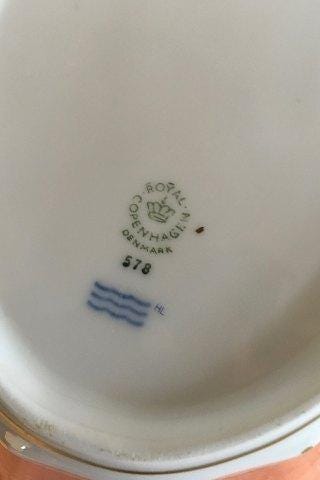 ROYAL
COPENHAGEN
DENMARK
578
HL